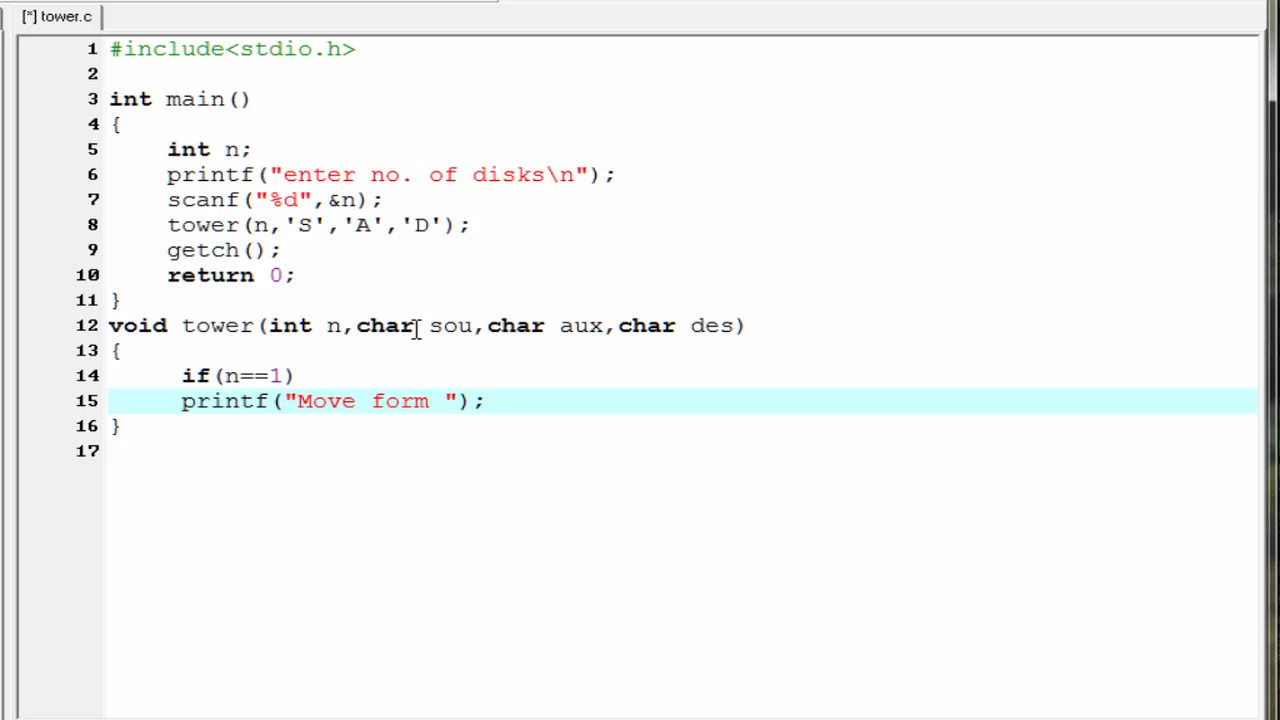 [*] tower.c
1 #include<stdio.h>
2
3 int main()
4 {
5 int n;
6 printf("enter no. of disks\n");
7 scanf("%d",&n);
8 tower(n,'S','A','D');
9 getch();
10 return 0;
11 }
12 void tower(int n,char sou,char aux,char des)
13 {
14 if(n==1)
15 printf("Move form ");
16 }
17